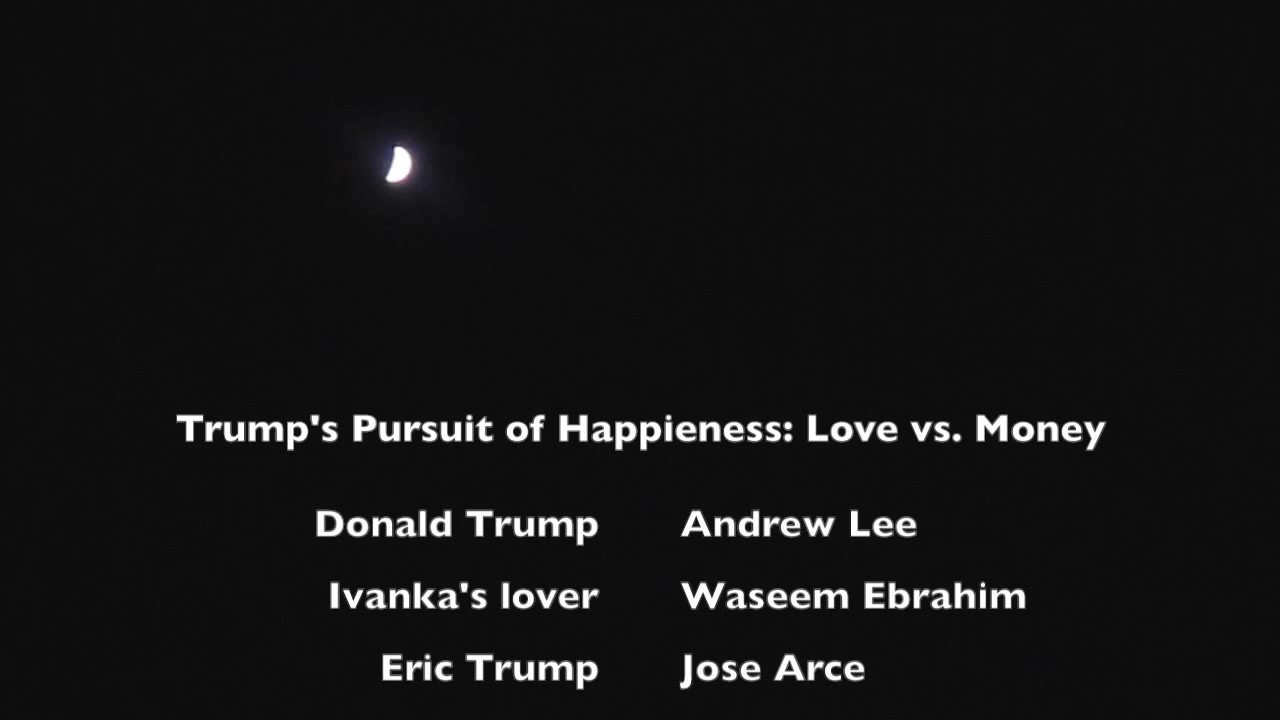 Trump's Pursuit of Happieness: Love vs. Money
Donald Trump Andrew Lee
Ivanka's lover Waseem Ebrahim
Eric Trump Jose Arce